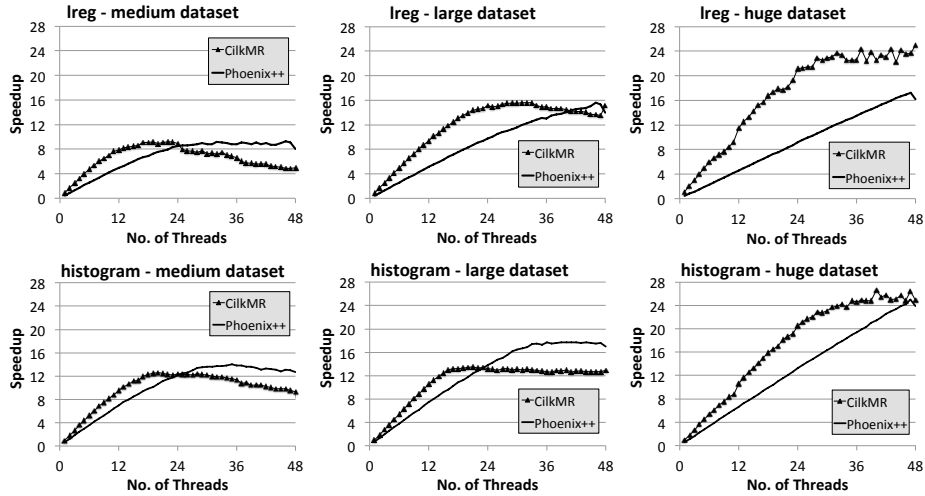 lreg - medium dataset
Speedup
28
24
20
16
12
8
4
0
CilkMR
Phoenix++
0 12 24 36 48
No. of Threads
lreg - large dataset
Speedup
28
24
20
16
12
8
4
0
CilkMR
Phoenix++
0 12 24 36 48
No. of Threads
lreg - huge dataset
Speedup
28
24
20
16
12
8
4
0
CilkMR
Phoenix++
0 12 24 36 48
No. of Threads
histogram - medium dataset
Speedup
28
24
20
16
12
8
4
0
CilkMR
Phoenix++
0 12 24 36 48
No. of Threads
histogram - large dataset
Speedup
28
24
20
16
12
8
4
0
CilkMR
Phoenix++
0 12 24 36 48
No. of Threads
histogram - huge dataset
Speedup
28
24
20
16
12
8
4
0
CilkMR
Phoenix++
0 12 24 36 48
No. of Threads